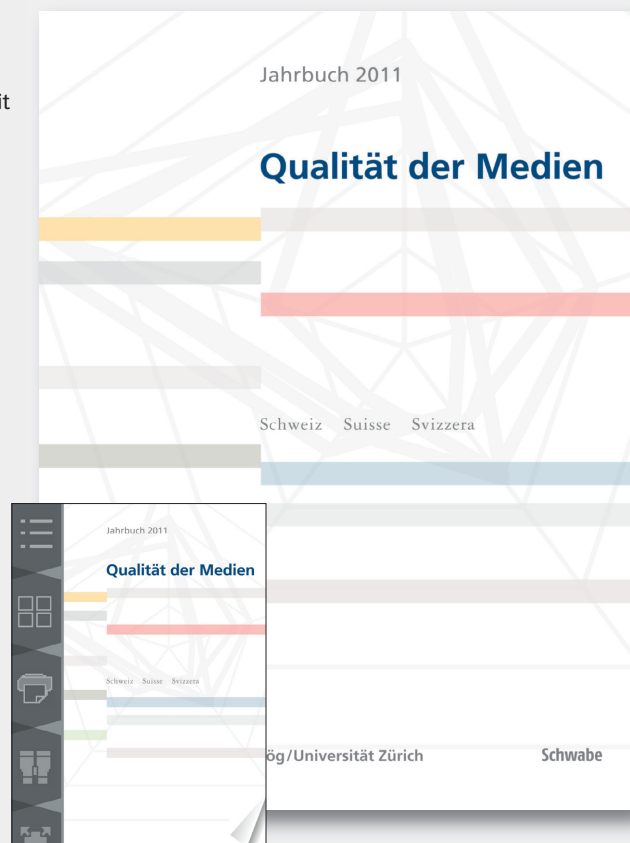 it
Jahrbuch 2011
Qualität der Medien
Schweiz Suisse Svizzera
ög/Universität Zürich Schwabe
Jahrbuch 2011
Qualität der Medien
Schweiz Suisse Svizzera